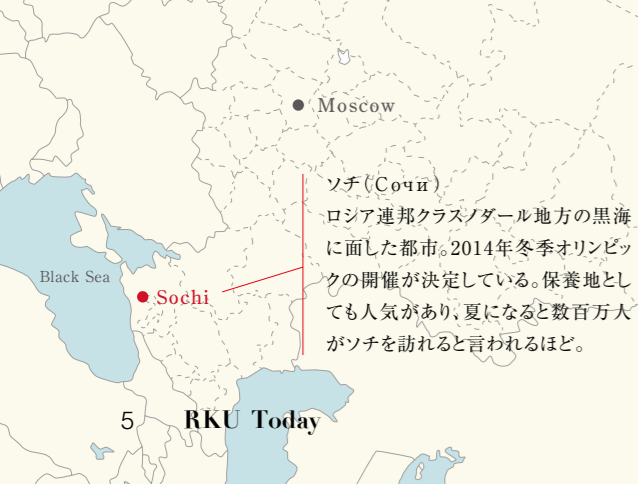 Moscow
ソチ(Сочи)
ロシア連邦クラスノダール地方の黒海
に面した都市。2014年冬季オリンピッ
クの開催が決定している。保養地とし
ても人気があり、夏になると数百万人
がソチを訪れると言われるほど。
Black Sea
Sochi
5 RKU Today